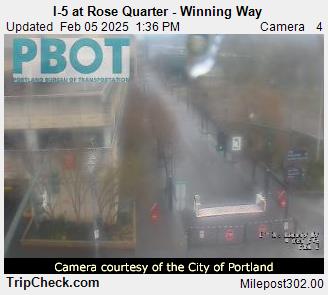 I-5 at Rose Quarter - Winning Way
Updated Feb 05 2025 1:36 PM Camera 4
PBOT
PORTLAND BUREAU OF TRANSPORTATION
Camera courtesy of the City of Portland
TripCheck.com Milepost302.00